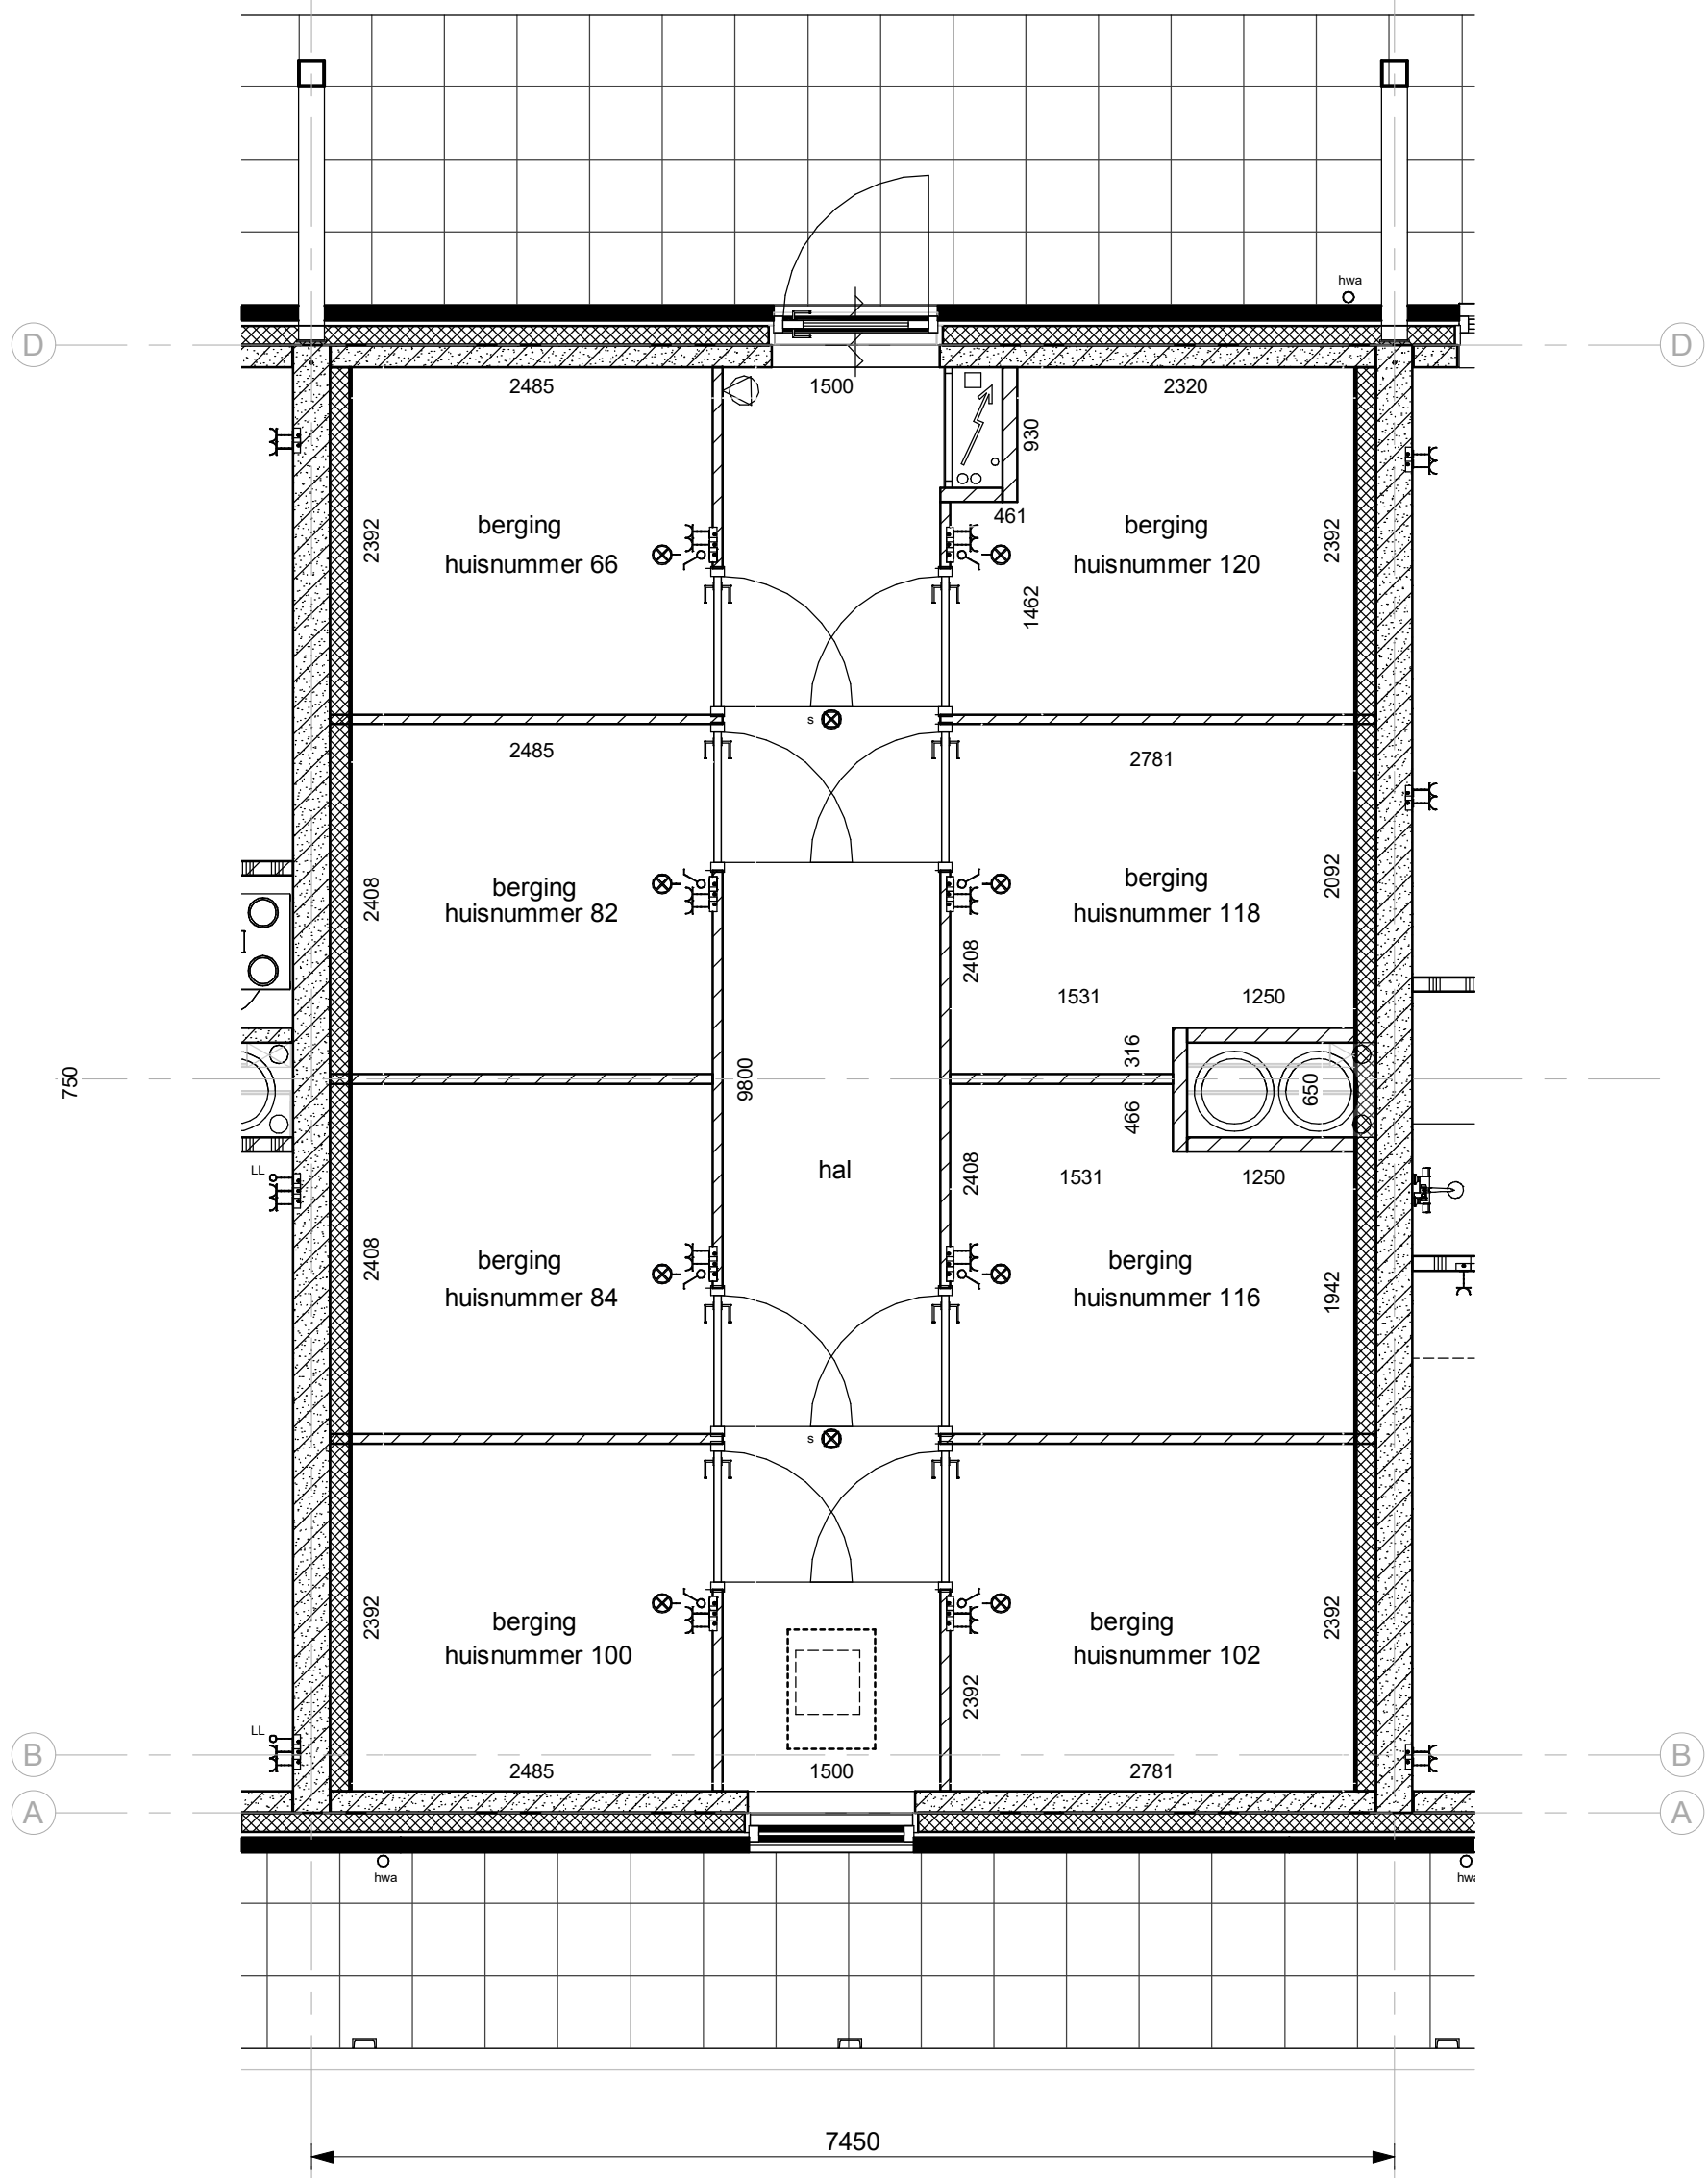 hwa
D
D
2485
1500
2320
930
461
berging
huisnummer 66
2392
berging
huisnummer 120
2392
1462
s
2485
2781
berging
huisnummer 82
2408
berging
huisnummer 118
2092
2408
1531
1250
316
750
9800
650
466
hal
LL
2408
1531
1250
berging
huisnummer 84
2408
berging
huisnummer 116
1942
s
berging
huisnummer 100
2392
berging
huisnummer 102
2392
2392
LL
B
B
2485
1500
2781
A
A
hwa
hwa
7450